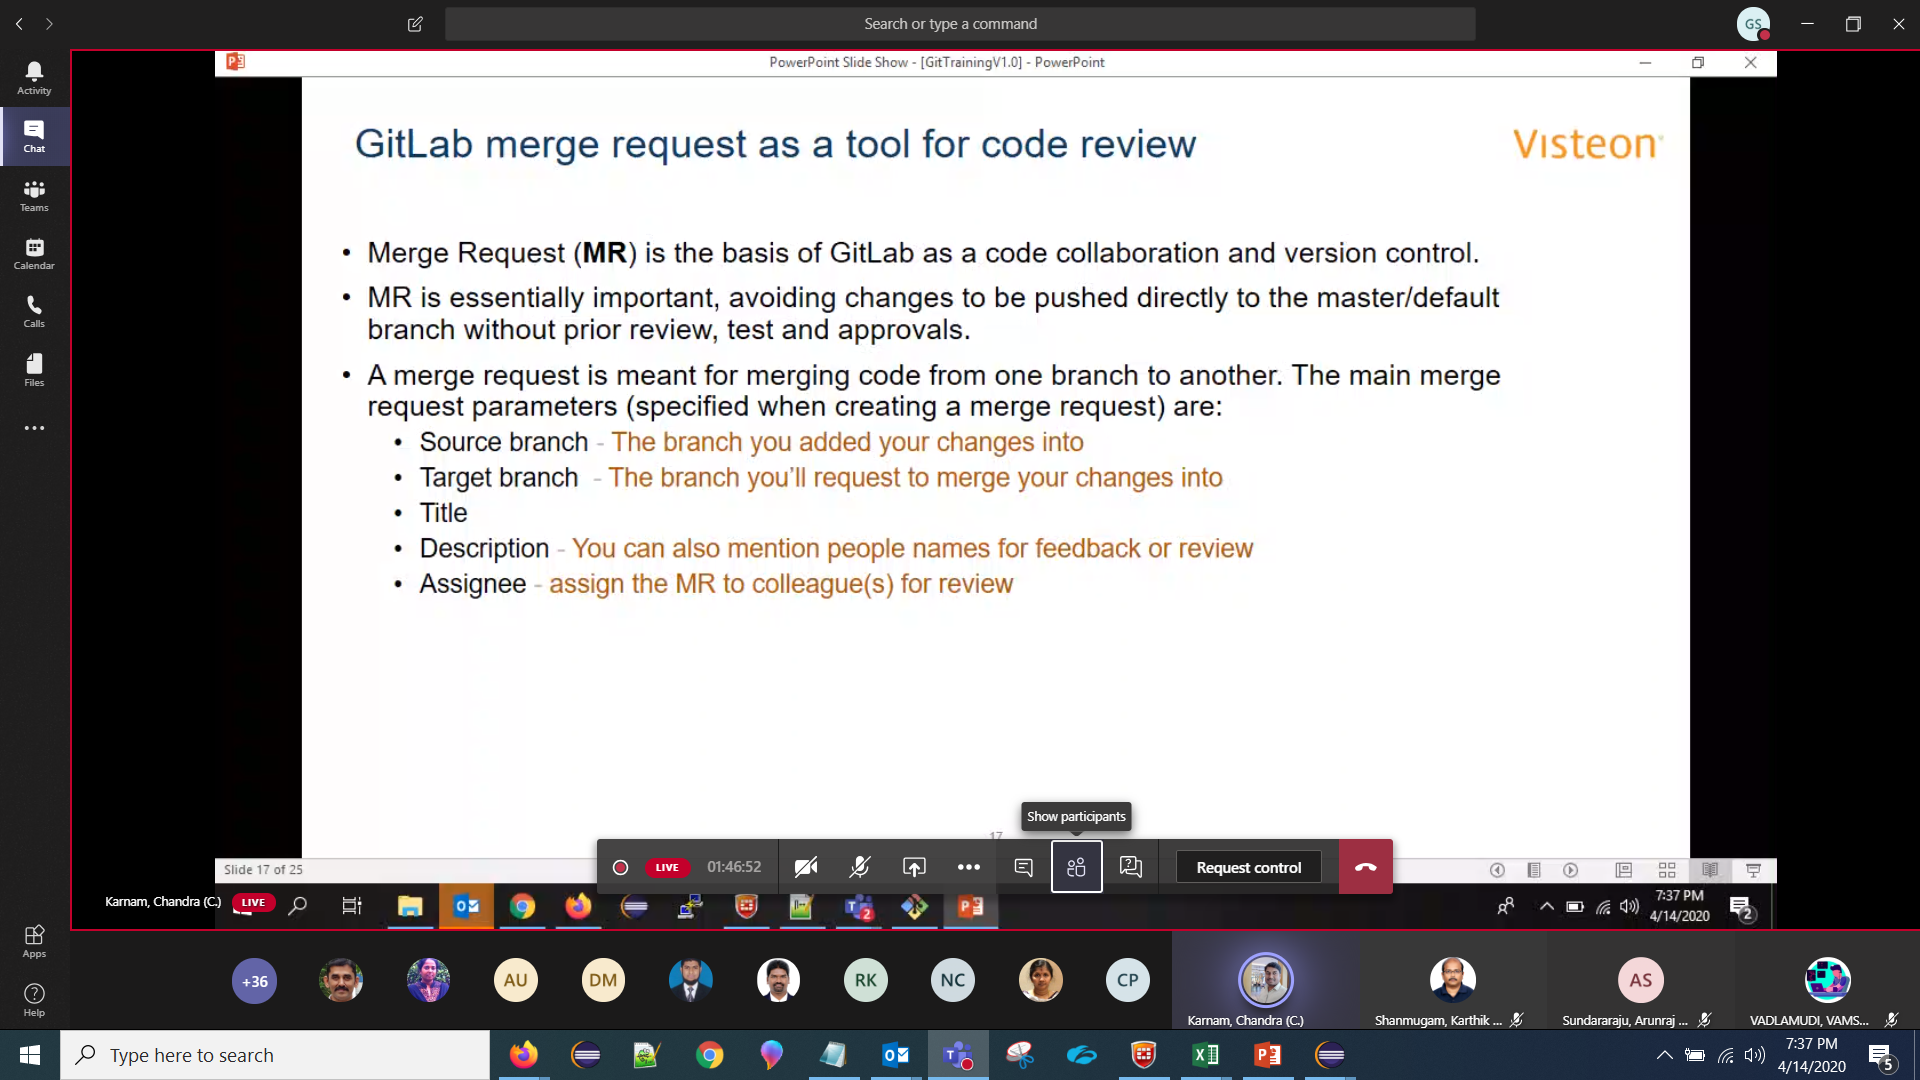 Search or type a command
GS
Activity
Chat
Teams
Calendar
Calls
Files
Apps
Help
PowerPoint Slide Show - [GitTrainingV1.0] - PowerPoint
GitLab merge request as a tool for code review
Visteon
• Merge Request (MR) is the basis of GitLab as a code collaboration and version control.
• MR is essentially important, avoiding changes to be pushed directly to the master/default
branch without prior review, test and approvals.
• A merge request is meant for merging code from one branch to another. The main merge
request parameters (specified when creating a merge request) are:
• Source branch - The branch you added your changes into
• Target branch - The branch you'll request to merge your changes into
• Title
• Description - You can also mention people names for feedback or review
• Assignee - assign the MR to colleague(s) for review
17
Show participants
LIVE 01:46:52
Request control
Slide 17 of 25
Karnam, Chandra (C.) LIVE
2
7:37 PM
4/14/2020
2
+36
AU
DM
RK
NC
CP
AS
Karnam, Chandra (C.)
Shanmugam, Karthik ...
Sundararaju, Arunraj ...
VADLAMUDI, VAMS...
Type here to search
7:37 PM
4/14/2020
5